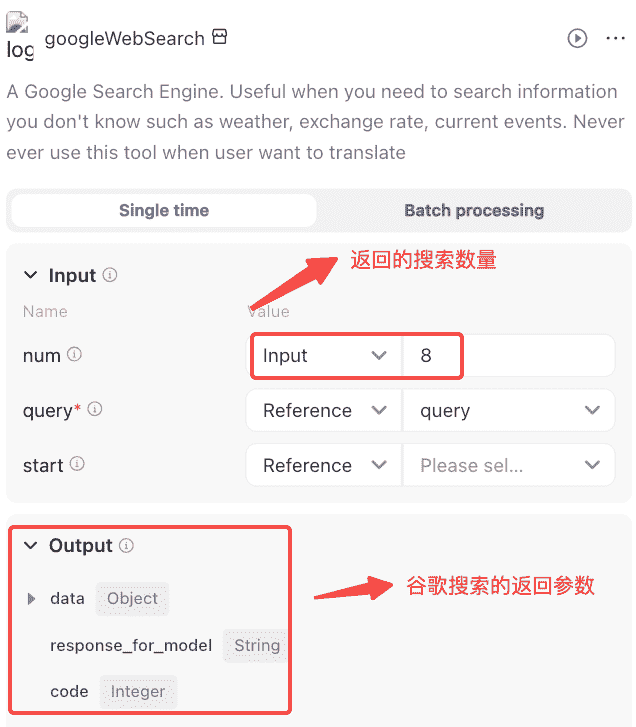 log
googleWebSearch
A Google Search Engine. Useful when you need to search information
you don't know such as weather, exchange rate, current events. Never
ever use this tool when user want to translate
Single time Batch processing
返回的搜索数量
Input
Name Value
num Input 8
query* Reference query
start Reference Please sel...
Output
谷歌搜索的返回参数
data Object
response_for_model String
code Integer